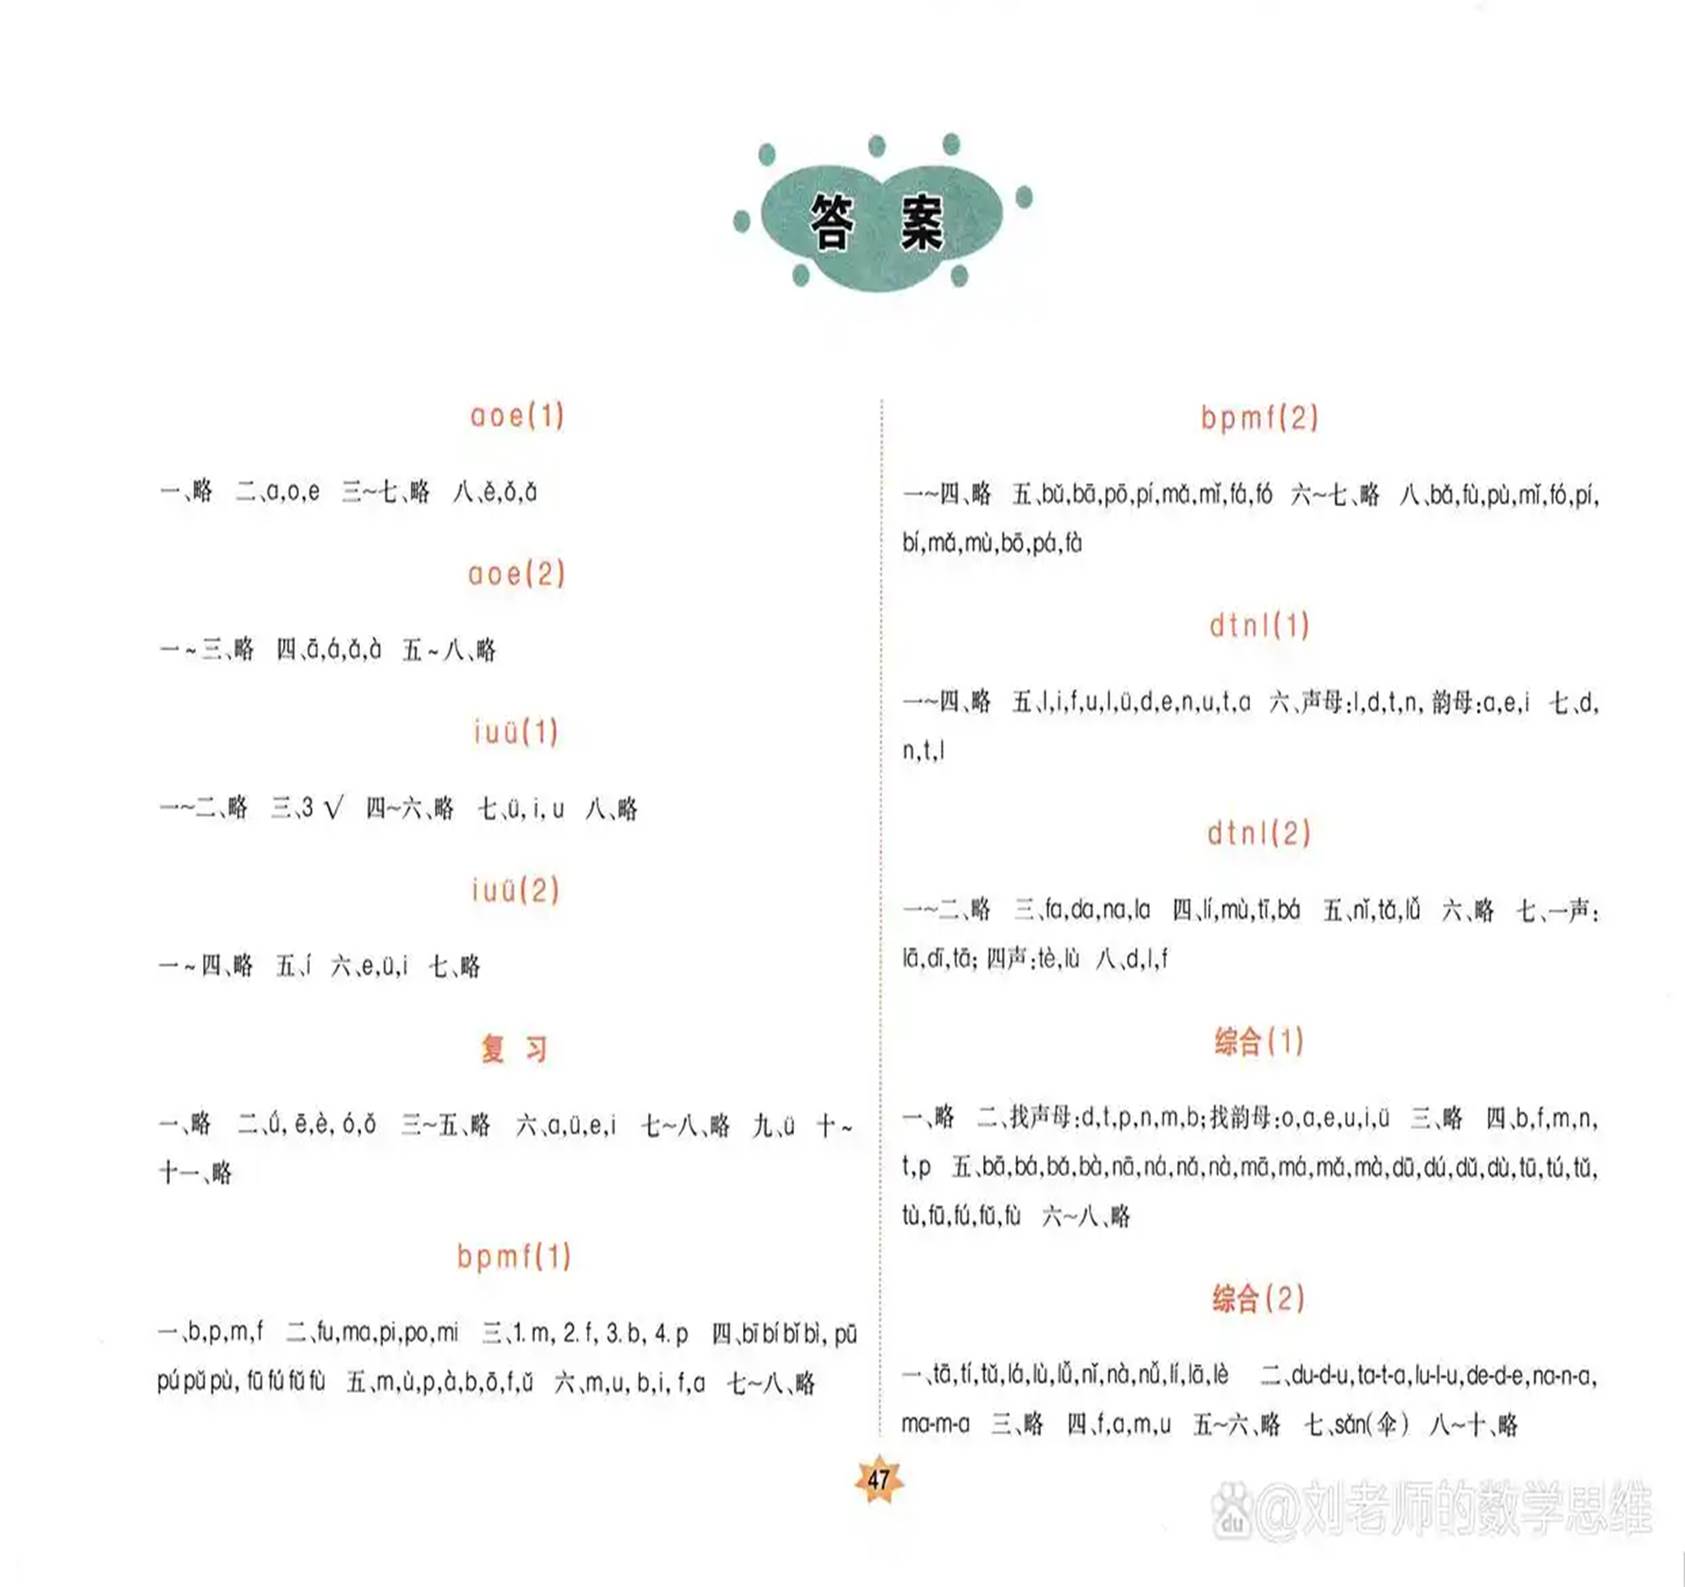 答 案
aoe(1)
一、略 二、a,o,e 三~七、略 八、ě,ǒ,ǎ
aoe(2)
一~三、略 四、ā,á,ǎ,à 五~八、略
iuü(1)
一~二、略 三、3 √ 四~六、略 七、ü, i, u 八、略
iuü(2)
一~四、略 五、í 六、e,ü,i 七、略
复 习
一、略 二、ǘ, ē,è, ó,ǒ 三~五、略 六、a,ü,e,i 七~八、略 九、ü 十~
十一、略
bpmf(1)
一、b,p,m,f 二、fu,ma,pi,po,mi 三、1. m, 2. f, 3. b, 4. p 四、bī bí bǐ bì, pū
pú pǔ pù, fū fú fǔ fù 五、m,ù,p,à,b,ō,f,ǔ 六、m,u, b,i, f,a 七~八、略
bpmf(2)
一~四、略 五、bǔ,bā,pō,pí,mǎ,mǐ,fá,fó 六~七、略 八、bǎ,fù,pù,mǐ,fó,pí,
bí,mǎ,mù,bō,pá,fà
dtnl(1)
一~四、略 五、l,i,f,u,l,ü,d,e,n,u,t,a 六、声母:l,d,t,n, 韵母:a,e,i 七、d,
n,t,l
dtnl(2)
一~二、略 三、fa,da,na,la 四、lí,mù,tī,bá 五、nǐ,tǎ,lǚ 六、略 七、一声:
lā,dī,tā; 四声:tè,lù 八、d,l,f
综合(1)
一、略 二、找声母:d,t,p,n,m,b;找韵母:o,a,e,u,i,ü 三、略 四、b,f,m,n,
t,p 五、bā,bá,bǎ,bà,nā,ná,nǎ,nà,mā,má,mǎ,mà,dū,dú,dǔ,dù,tū,tú,tǔ,
tù,fū,fú,fǔ,fù 六~八、略
综合(2)
一、tā,tí,tǔ,lá,lù,lǚ,nǐ,nà,nǚ,lí,lā,lè 二、du-d-u,ta-t-a,lu-l-u,de-d-e,na-n-a,
ma-m-a 三、略 四、f,a,m,u 五~六、略 七、sǎn(伞) 八~十、略
47
du @刘老师的数学思维